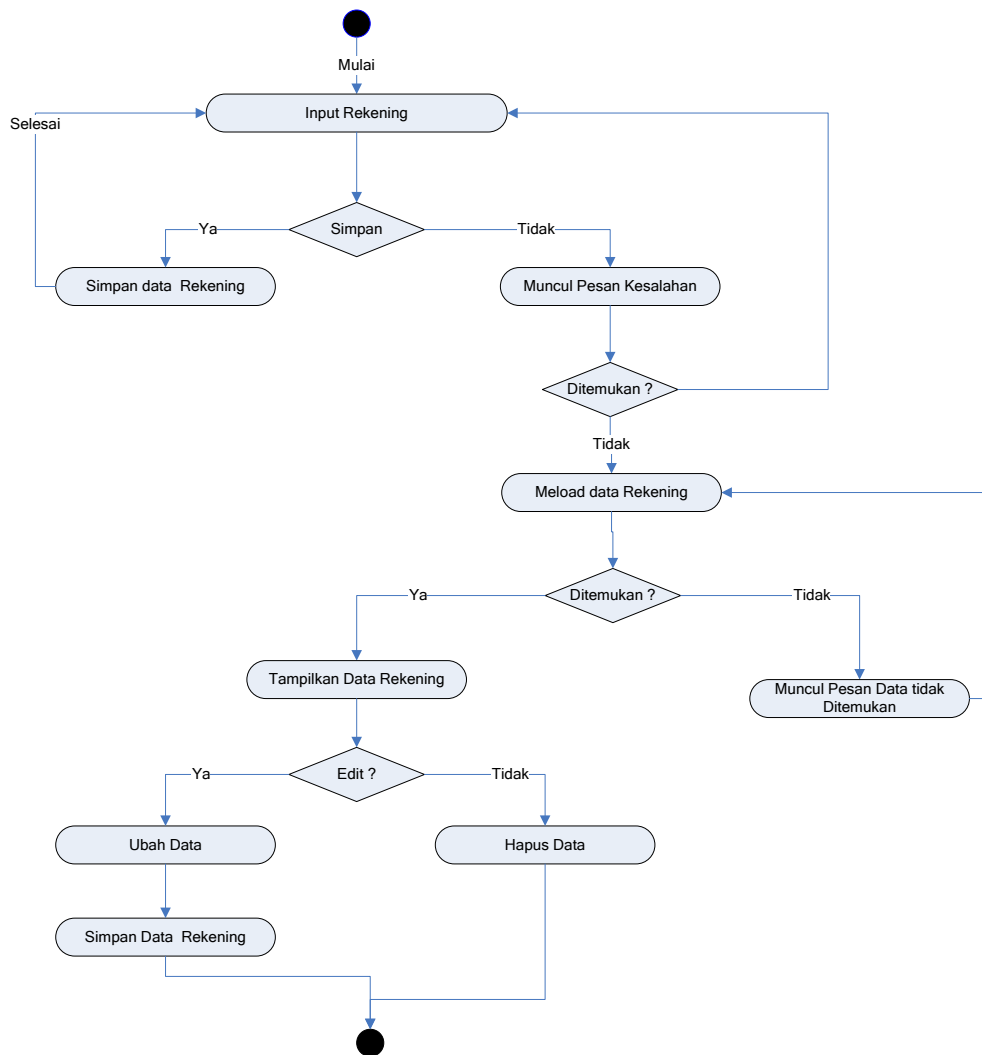 Mulai
Input Rekening
Selesai
Simpan
Ya
Tidak
Simpan data Rekening
Muncul Pesan Kesalahan
Ditemukan ?
Tidak
Meload data Rekening
Ditemukan ?
Ya
Tidak
Tampilkan Data Rekening
Muncul Pesan Data tidak
Ditemukan
Edit ?
Ya
Tidak
Ubah Data
Hapus Data
Simpan Data Rekening